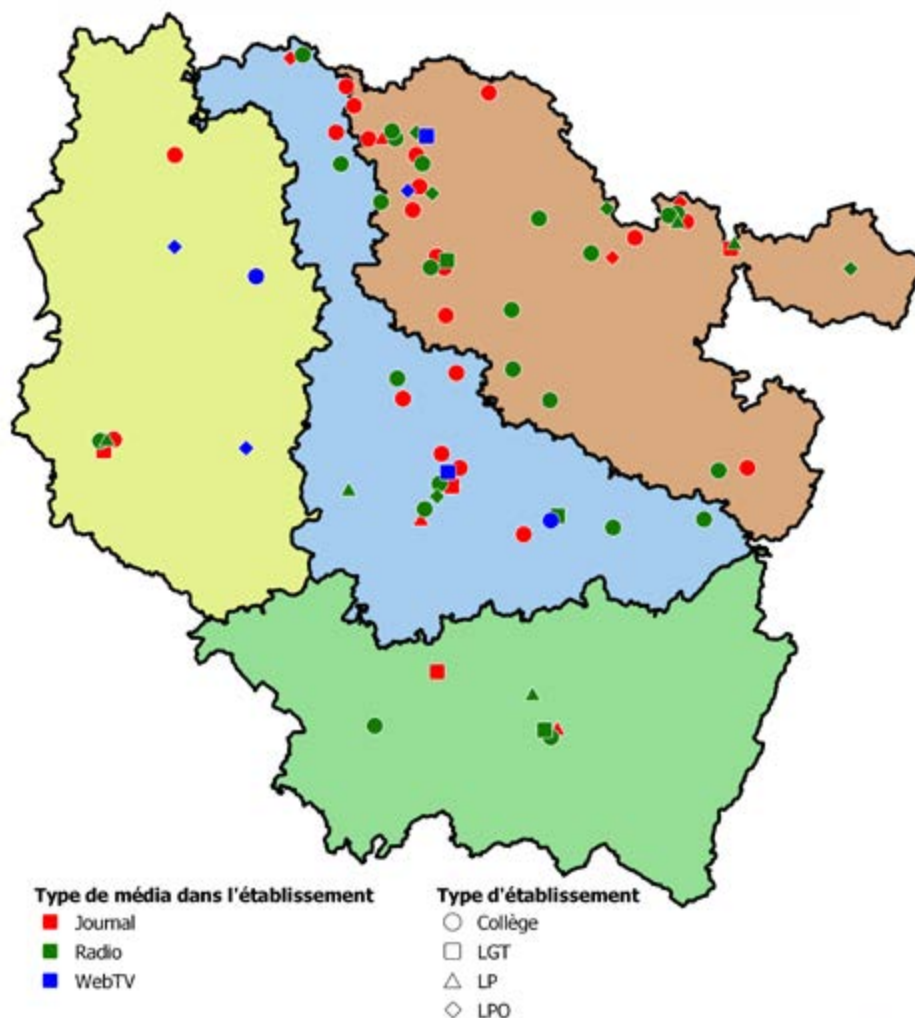 Type de média dans l'établissement
Journal
Radio
WebTV
Type d'établissement
Collège
LGT
LP
LPO